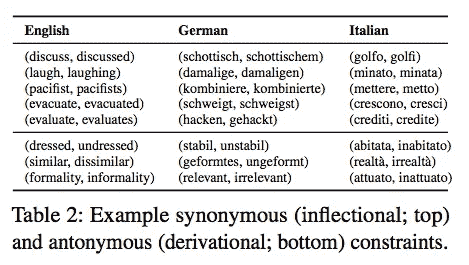 English German Italian
(discuss, discussed) (schottisch, schottischem) (golfo, golfi)
(laugh, laughing) (damalige, damaligen) (minato, minata)
(pacifist, pacifists) (kombiniere, kombinierte) (mettere, metto)
(evacuate, evacuated) (schweigt, schweigst) (crescono, cresci)
(evaluate, evaluates) (hacken, gehackt) (crediti, credite)
(dressed, undressed) (stabil, unstabil) (abitata, inabitato)
(similar, dissimilar) (geformtes, ungeformt) (realtà, irrealtà)
(formality, informality) (relevant, irrelevant) (attuato, inattuato)
Table 2: Example synonymous (inflectional; top)
and antonymous (derivational; bottom) constraints.